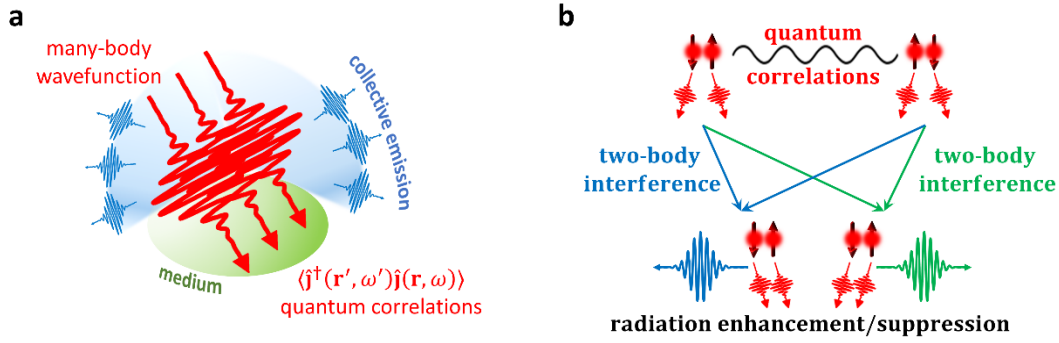 a
many-body
wavefunction
collective emission
medium
⟨ĵ†(r′, ω′)ĵ(r, ω)⟩
quantum correlations
b
quantum
correlations
two-body
interference
two-body
interference
radiation enhancement/suppression